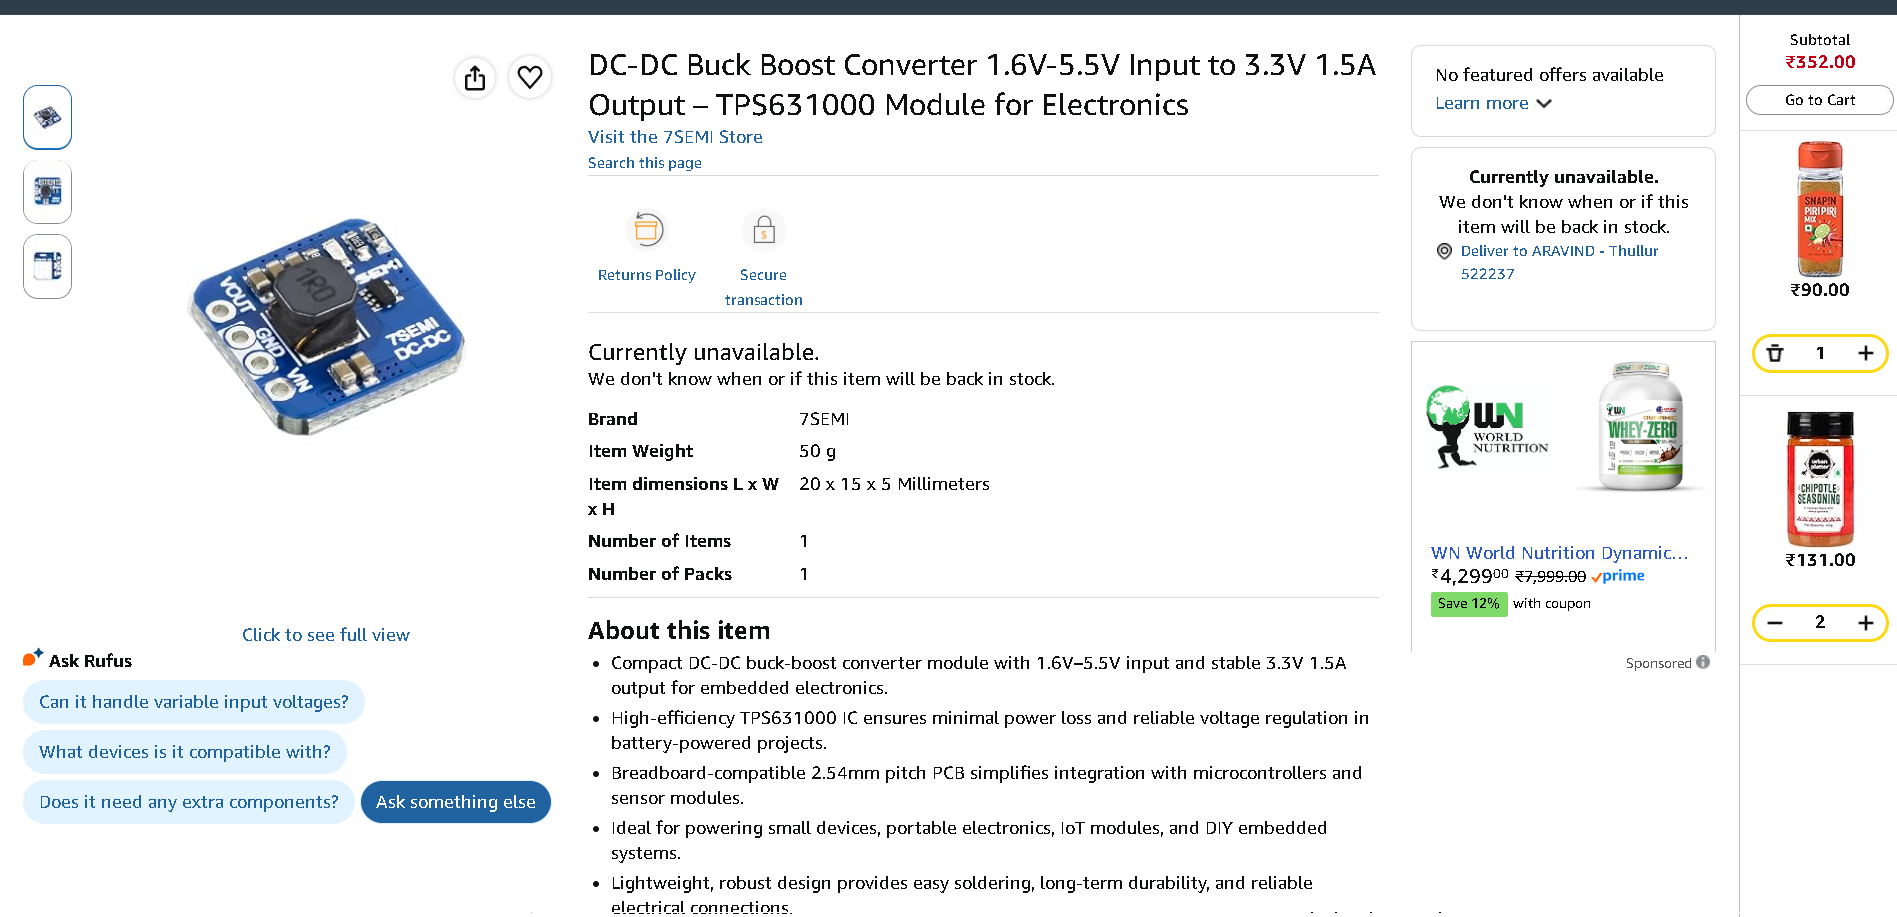 DC-DC Buck Boost Converter 1.6V-5.5V Input to 3.3V 1.5A
Output – TPS631000 Module for Electronics
Visit the 7SEMI Store
Search this page
Returns Policy
Secure
transaction
Currently unavailable.
We don't know when or if this item will be back in stock.
Brand 7SEMI
Item Weight 50 g
Item dimensions L x W 20 x 15 x 5 Millimeters
x H
Number of Items 1
Number of Packs 1
About this item
• Compact DC-DC buck-boost converter module with 1.6V–5.5V input and stable 3.3V 1.5A
output for embedded electronics.
• High-efficiency TPS631000 IC ensures minimal power loss and reliable voltage regulation in
battery-powered projects.
• Breadboard-compatible 2.54mm pitch PCB simplifies integration with microcontrollers and
sensor modules.
• Ideal for powering small devices, portable electronics, IoT modules, and DIY embedded
systems.
• Lightweight, robust design provides easy soldering, long-term durability, and reliable
electrical connections.
1R0
VOUT
GND
VIN
7SEMI
DC-DC
Click to see full view
Ask Rufus
Can it handle variable input voltages?
What devices is it compatible with?
Does it need any extra components?
Ask something else
No featured offers available
Learn more
Currently unavailable.
We don't know when or if this
item will be back in stock.
Deliver to ARAVIND - Thullur
522237
WN
WORLD
NUTRITION
WN
WHEY-ZERO
WN World Nutrition Dynamic...
₹4,29900 ₹7,999.00 prime
Save 12% with coupon
Sponsored
Subtotal
₹352.00
Go to Cart
SNAPIN
PIRI PIRI
MIX
₹90.00
1
urban
platter
CHIPOTLE
SEASONING
₹131.00
2